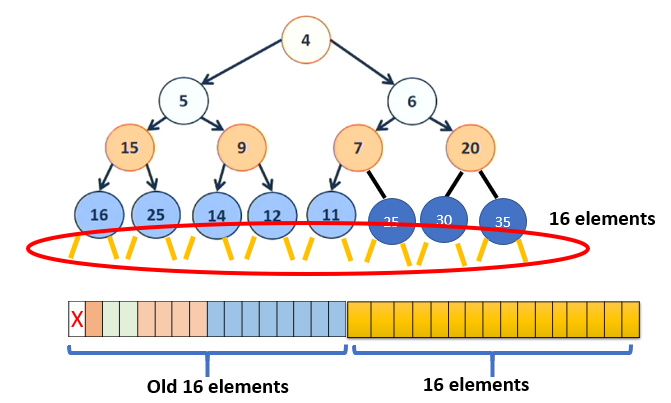 4
5 6
15 9 7 20
16 25 14 12 11 25 30 35 16 elements
X
Old 16 elements 16 elements